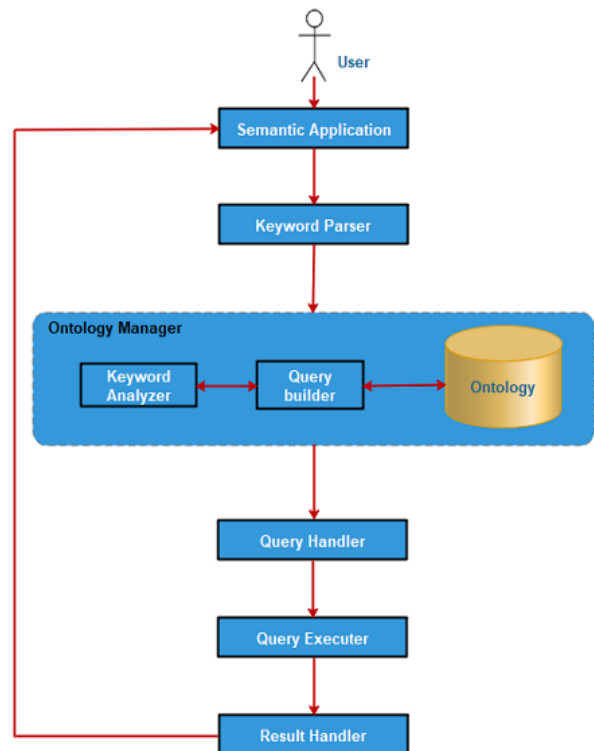 User
Semantic Application
Keyword Parser
Ontology Manager
Keyword
Analyzer
Query
builder
Ontology
Query Handler
Query Executer
Result Handler